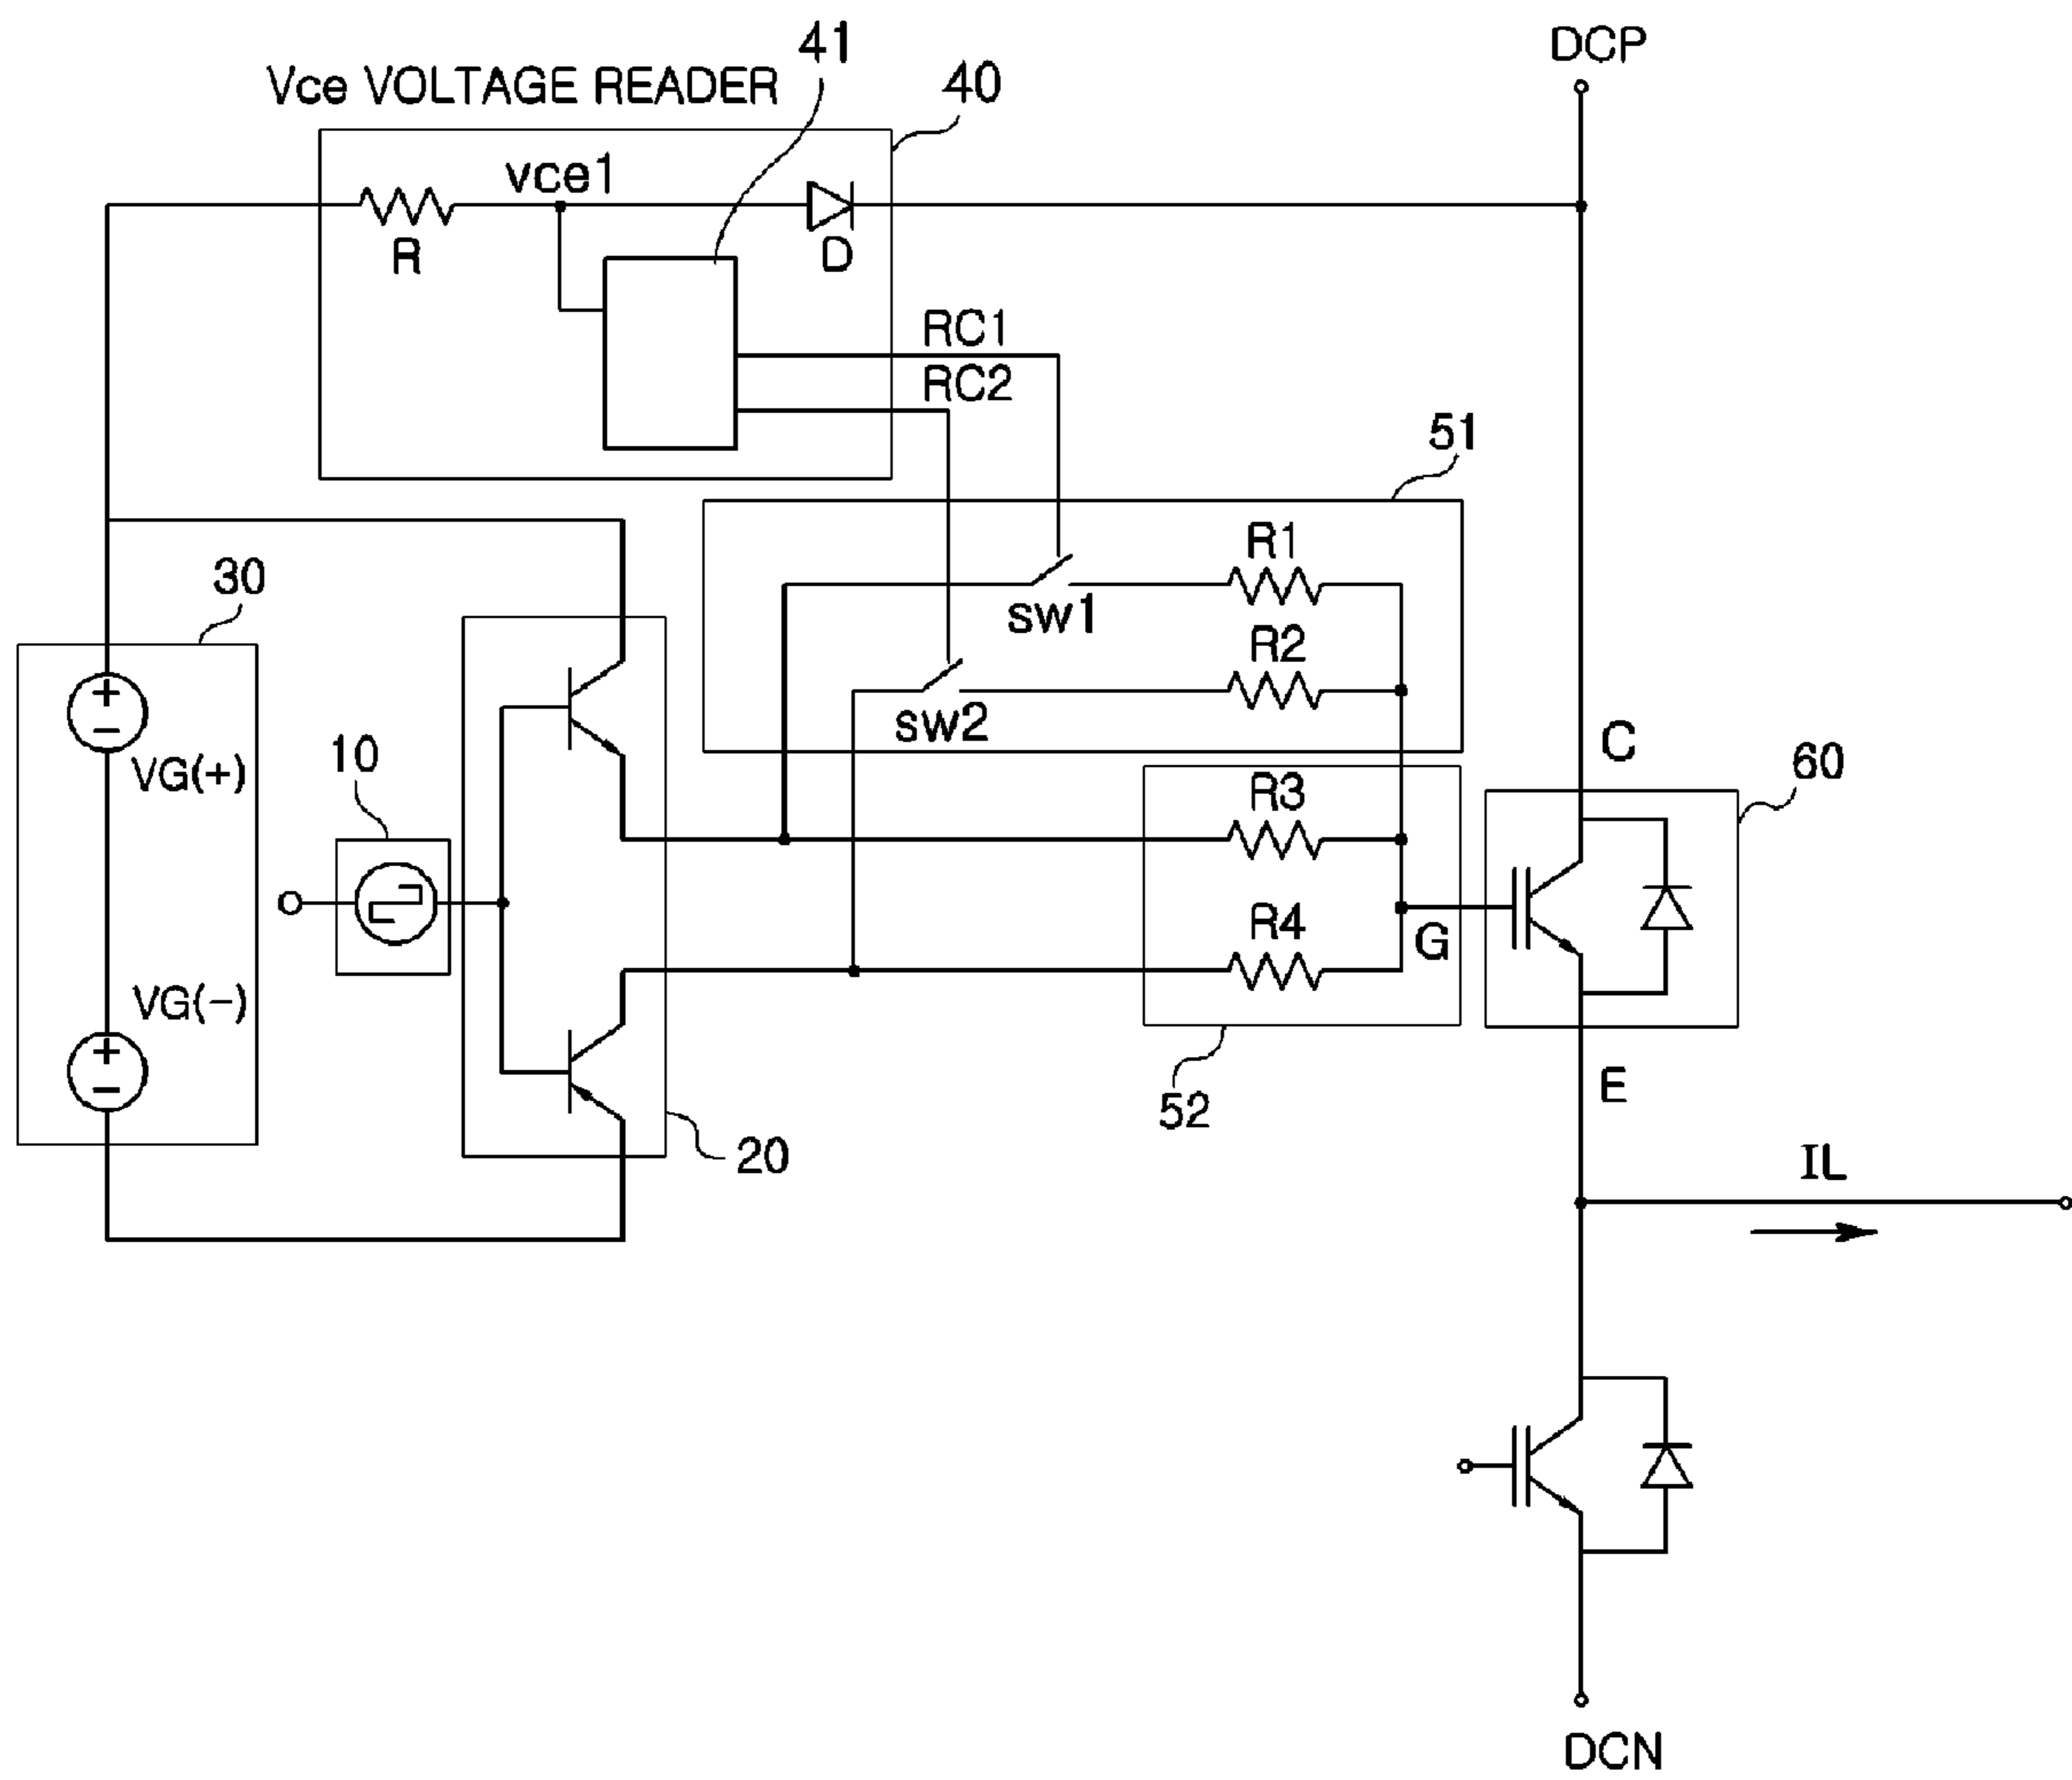 DCP
41
Vce VOLTAGE READER
40
vce1
R
D
RC1
RC2
51
R1
30
sw1
R2
+
−
sw2
VG(+)
10
C
60
R3
R4
G
VG(−)
+
−
52
E
20
IL
DCN